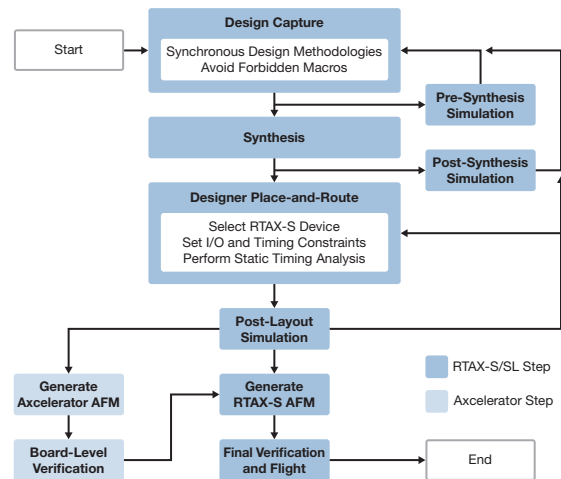 Design Capture
Start
Synchronous Design Methodologies
Avoid Forbidden Macros
Pre-Synthesis
Simulation
Synthesis
Post-Synthesis
Simulation
Designer Place-and-Route
Select RTAX-S Device
Set I/O and Timing Constraints
Perform Static Timing Analysis
Post-Layout
Simulation
RTAX-S/SL Step
Generate
Axcelerator AFM
Generate
RTAX-S AFM
Axcelerator Step
Board-Level
Verification
Final Verification
and Flight
End